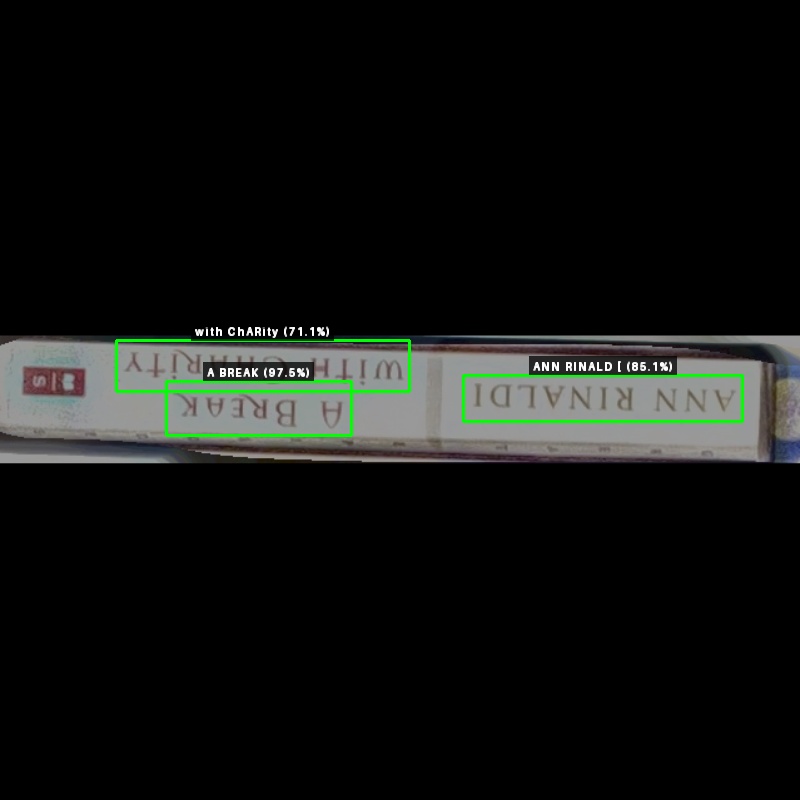 with ChARity (71.1%)
A BREAK (97.5%)
ANN RINALD [ (85.1%)
ANN RINALDI
A BREAK
WiTH CHARiTY
S